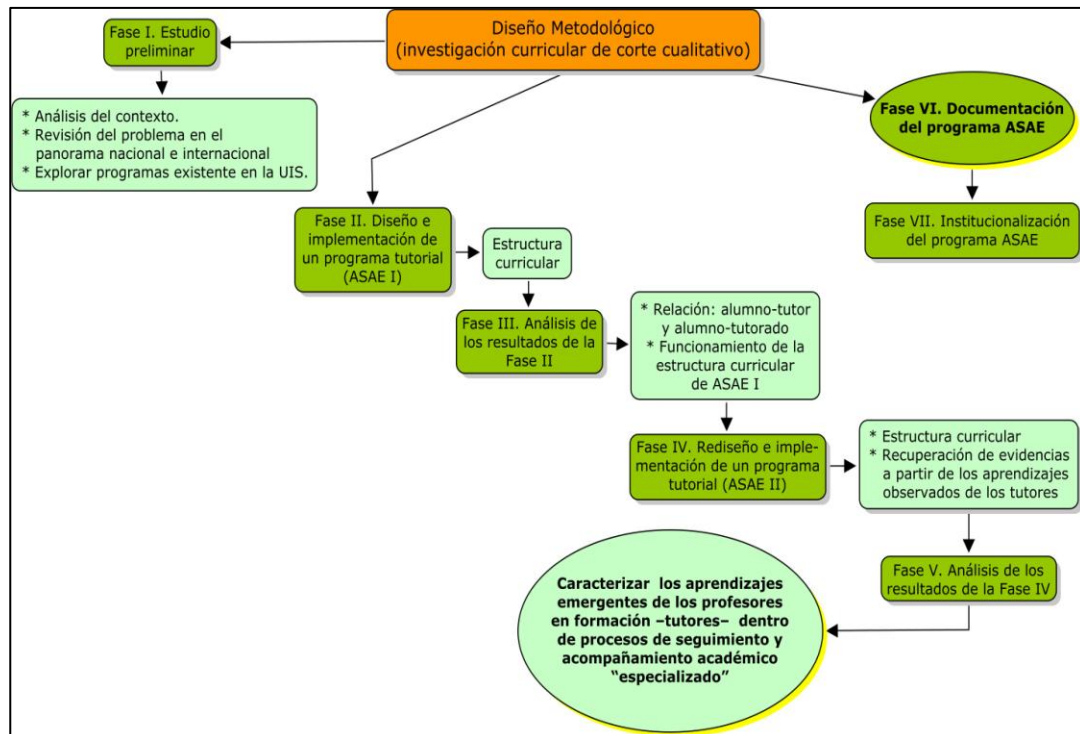 Diseño Metodológico
(investigación curricular de corte cualitativo)
Fase I. Estudio
preliminar
* Análisis del contexto.
* Revisión del problema en el
panorama nacional e internacional
* Explorar programas existente en la UIS.
Fase VI. Documentación
del programa ASAE
Fase VII. Institucionalización
del programa ASAE
Fase II. Diseño e
implementación de
un programa tutorial
(ASAE I)
Estructura
curricular
Fase III. Análisis de
los resultados de la
Fase II
* Relación: alumno-tutor
y alumno-tutorado
* Funcionamiento de la
estructura curricular
de ASAE I
Fase IV. Rediseño e imple-
mentación de un programa
tutorial (ASAE II)
* Estructura curricular
* Recuperación de evidencias
a partir de los aprendizajes
observados de los tutores
Fase V. Análisis de los
resultados de la Fase IV
Caracterizar los aprendizajes
emergentes de los profesores
en formación –tutores– dentro
de procesos de seguimiento y
acompañamiento académico
“especializado”